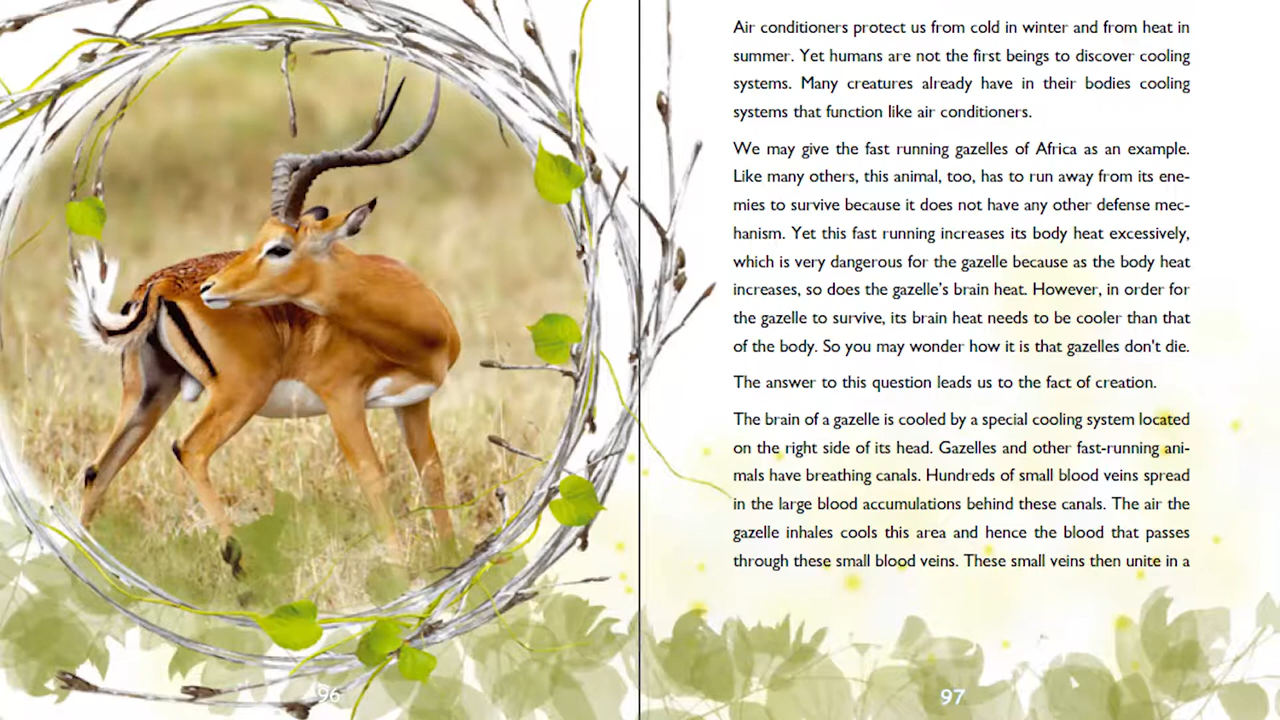 Air conditioners protect us from cold in winter and from heat in
summer. Yet humans are not the first beings to discover cooling
systems. Many creatures already have in their bodies cooling
systems that function like air conditioners.
We may give the fast running gazelles of Africa as an example.
Like many others, this animal, too, has to run away from its ene-
mies to survive because it does not have any other defense mec-
hanism. Yet this fast running increases its body heat excessively,
which is very dangerous for the gazelle because as the body heat
increases, so does the gazelle's brain heat. However, in order for
the gazelle to survive, its brain heat needs to be cooler than that
of the body. So you may wonder how it is that gazelles don't die.
The answer to this question leads us to the fact of creation.
The brain of a gazelle is cooled by a special cooling system located
on the right side of its head. Gazelles and other fast-running ani-
mals have breathing canals. Hundreds of small blood veins spread
in the large blood accumulations behind these canals. The air the
gazelle inhales cools this area and hence the blood that passes
through these small blood veins. These small veins then unite in a
96
97